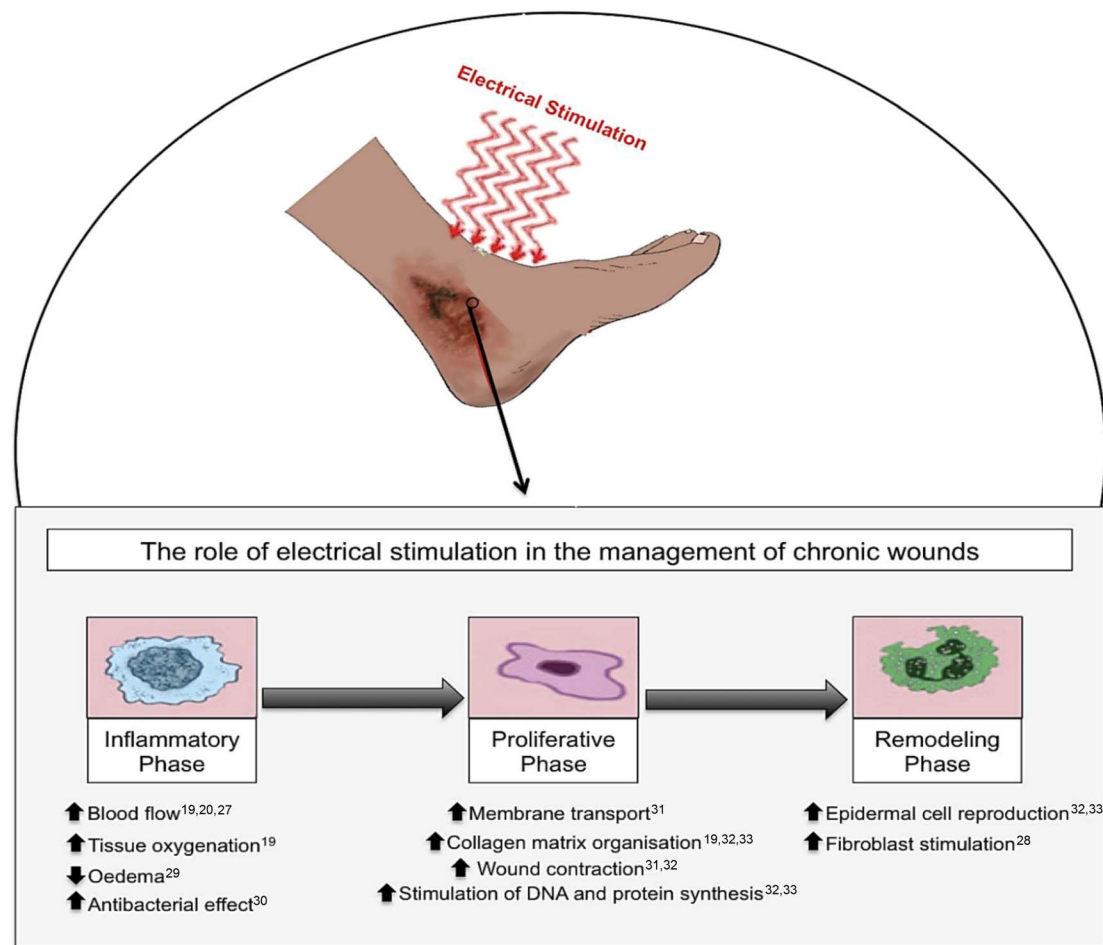 Electrical Stimulation
The role of electrical stimulation in the management of chronic wounds
Inflammatory
Phase
Proliferative
Phase
Remodeling
Phase
Blood flow19,20,27
Tissue oxygenation19
Oedema29
Antibacterial effect30
Membrane transport31
Collagen matrix organisation19,32,33
Wound contraction31,32
Stimulation of DNA and protein synthesis32,33
Epidermal cell reproduction32,33
Fibroblast stimulation28